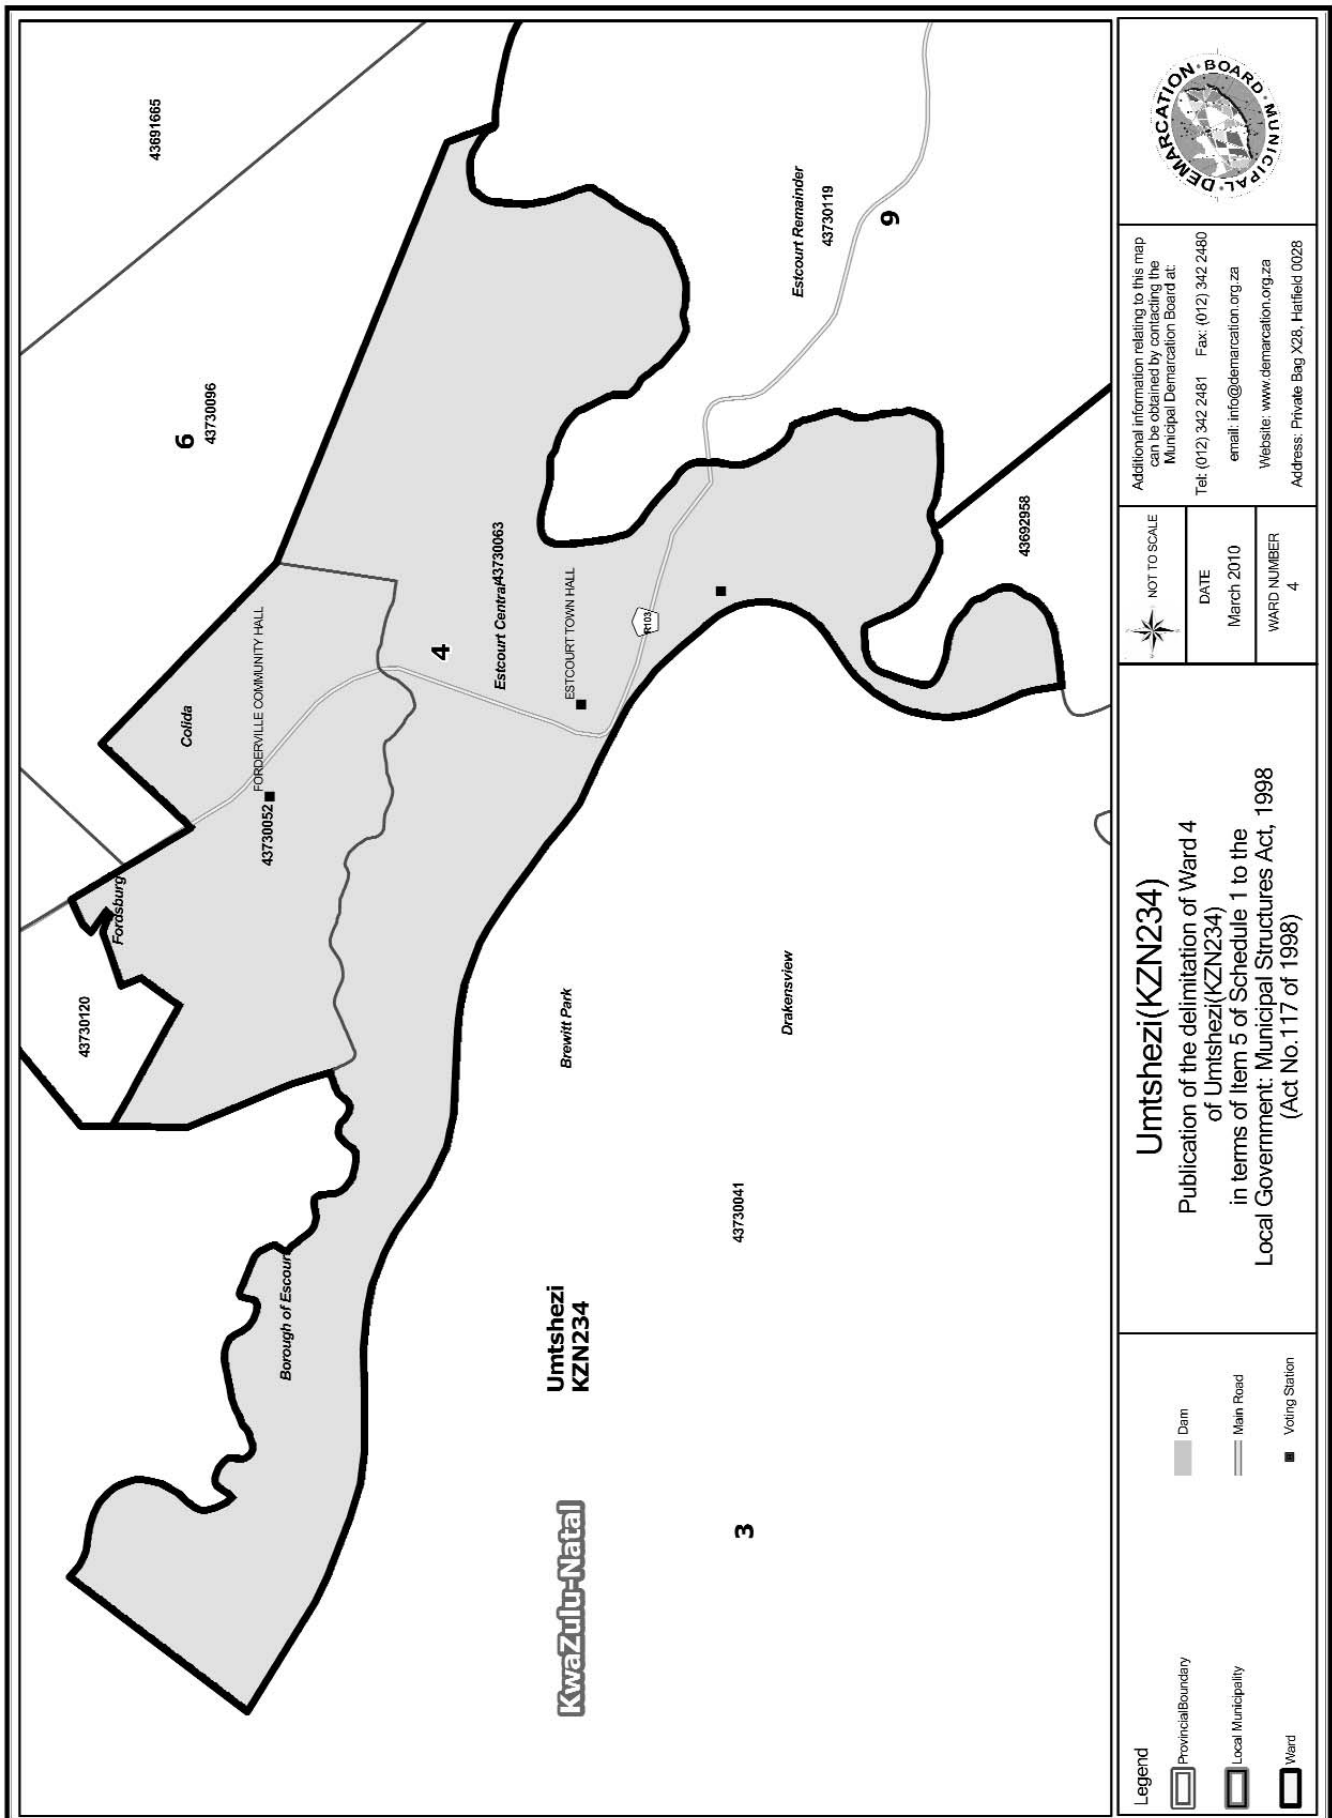 43691665
6
43730096
Colida
FORDERVILLE COMMUNITY HALL
43730052
Fordsburg
43730120
4
Estcourt Central
43730063
ESTCOURT TOWN HALL
R103
Estcourt Remainder
43730119
9
43692958
Borough of Escour
Brewitt Park
Drakensview
43730041
Umtshezi
KZN234
KwaZulu-Natal
3
Legend
ProvincialBoundary
Local Municipality
Ward
Dam
Main Road
Voting Station
Umtshezi(KZN234)
Publication of the delimitation of Ward 4
of Umtshezi(KZN234)
in terms of Item 5 of Schedule 1 to the
Local Government: Municipal Structures Act, 1998
(Act No.117 of 1998)
NOT TO SCALE
DATE
March 2010
WARD NUMBER
4
Additional information relating to this map
can be obtained by contacting the
Municipal Demarcation Board at:
Tel: (012) 342 2481 Fax: (012) 342 2480
email: info@demarcation.org.za
Website: www.demarcation.org.za
Address: Private Bag X28, Hatfield 0028
MUNICIPAL DEMARCATION BOARD